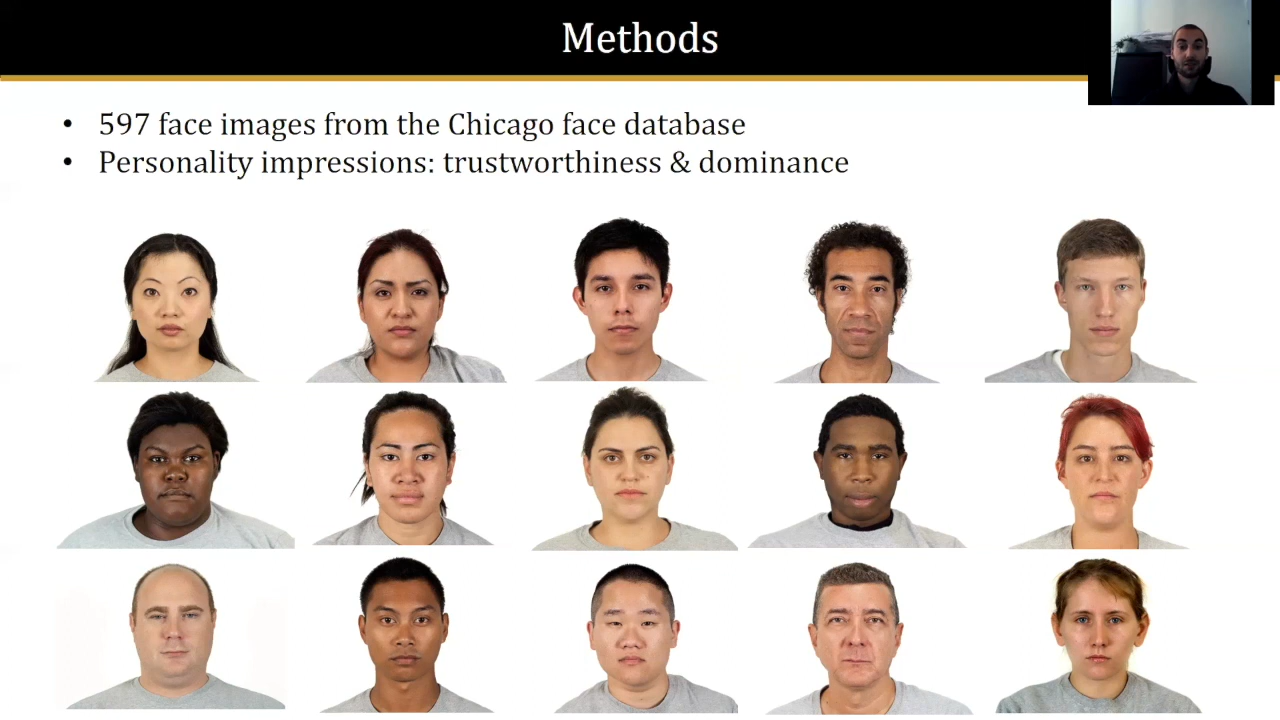 Methods
• 597 face images from the Chicago face database
• Personality impressions: trustworthiness & dominance